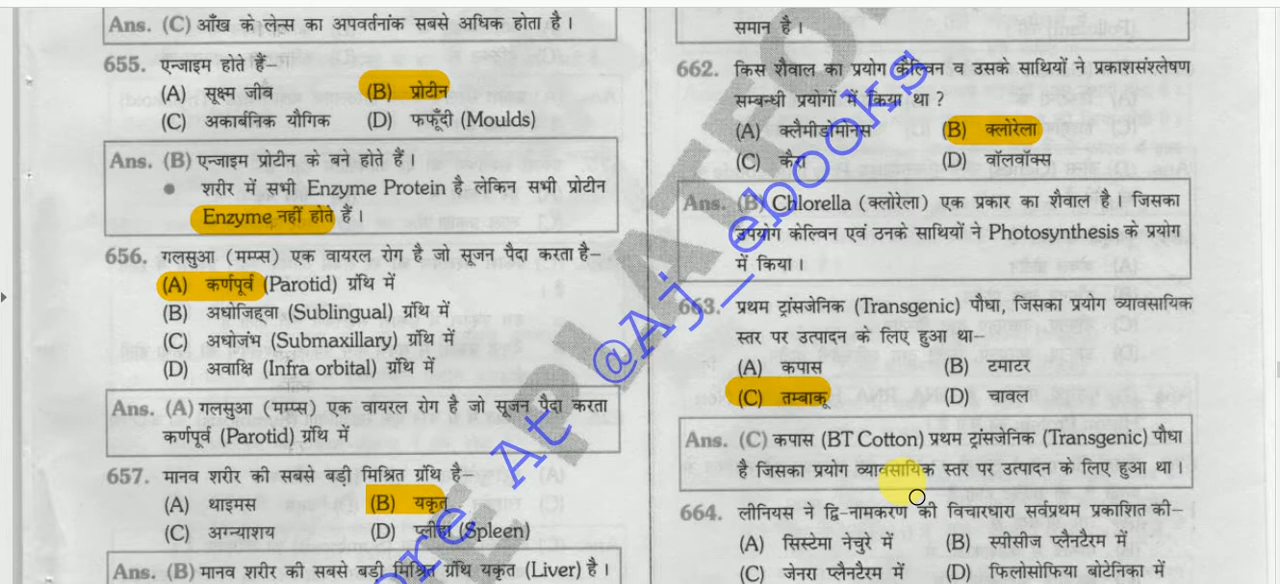 Ans. (C) आँख के लेन्स का अपवर्तनांक सबसे अधिक होता है।
655. एन्जाइम होते हैं–
(A) सूक्ष्म जीव (B) प्रोटीन
(C) अकार्बनिक यौगिक (D) फफूँदी (Moulds)
Ans. (B) एन्जाइम प्रोटीन के बने होते हैं।
● शरीर में सभी Enzyme Protein है लेकिन सभी प्रोटीन
Enzyme नहीं होते हैं।
656. गलसुआ (मम्प्स) एक वायरल रोग है जो सूजन पैदा करता है–
(A) कर्णपूर्व (Parotid) ग्रंथि में
(B) अधोजिह्वा (Sublingual) ग्रंथि में
(C) अधोजंभ (Submaxillary) ग्रंथि में
(D) अवाक्षि (Infra orbital) ग्रंथि में
Ans. (A) गलसुआ (मम्प्स) एक वायरल रोग है जो सूजन पैदा करता
कर्णपूर्व (Parotid) ग्रंथि में
657. मानव शरीर की सबसे बड़ी मिश्रित ग्रंथि है–
(A) थाइमस (B) यकृत
(C) अग्न्याशय (D) प्लीहा (Spleen)
Ans. (B) मानव शरीर की सबसे बड़ी मिश्रित ग्रंथि यकृत (Liver) है।
समान है।
662. किस शैवाल का प्रयोग कैल्विन व उसके साथियों ने प्रकाशसंश्लेषण
सम्बन्धी प्रयोगों में किया था ?
(A) क्लैमीडोमोनस (B) क्लोरेला
(C) कैरा (D) वॉलवॉक्स
Ans. (B) Chlorella (क्लोरेला) एक प्रकार का शैवाल है। जिसका
उपयोग केल्विन एवं उनके साथियों ने Photosynthesis के प्रयोग
में किया।
663. प्रथम ट्रांसजेनिक (Transgenic) पौधा, जिसका प्रयोग व्यावसायिक
स्तर पर उत्पादन के लिए हुआ था–
(A) कपास (B) टमाटर
(C) तम्बाकू (D) चावल
Ans. (C) कपास (BT Cotton) प्रथम ट्रांसजेनिक (Transgenic) पौधा
है जिसका प्रयोग व्यावसायिक स्तर पर उत्पादन के लिए हुआ था।
664. लीनियस ने द्वि-नामकरण की विचारधारा सर्वप्रथम प्रकाशित की–
(A) सिस्टेमा नेचुरे में (B) स्पीसीज प्लैनटैरम में
(C) जेनरा प्लैनटैरम में (D) फिलोसोफिया बोटेनिका में
ore At @Aj_ebooks